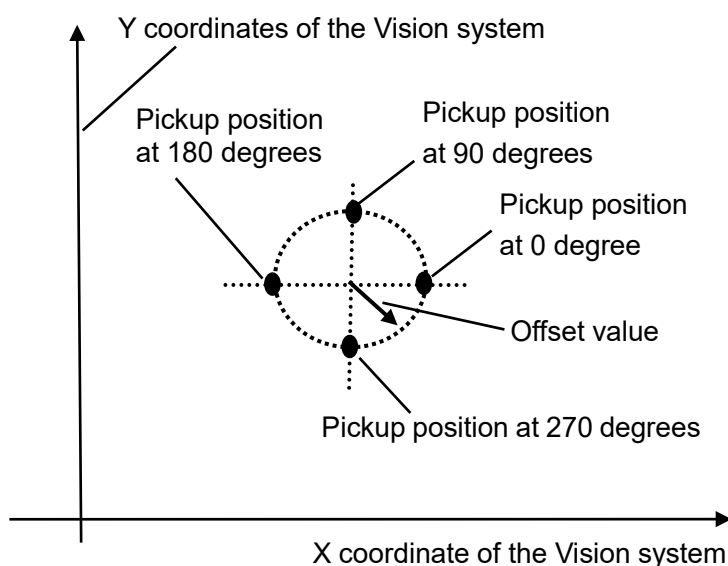 Y coordinates of the Vision system
Pickup position
at 180 degrees
Pickup position
at 90 degrees
Pickup position
at 0 degree
Offset value
Pickup position at 270 degrees
X coordinate of the Vision system